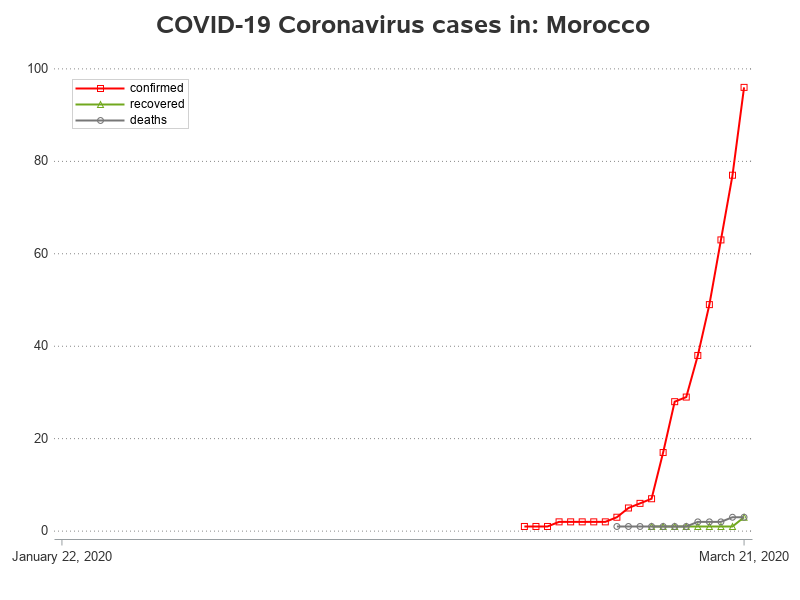 COVID-19 Coronavirus cases in: Morocco
100
confirmed
recovered
deaths
80
60
40
20
0
January 22, 2020
March 21, 2020